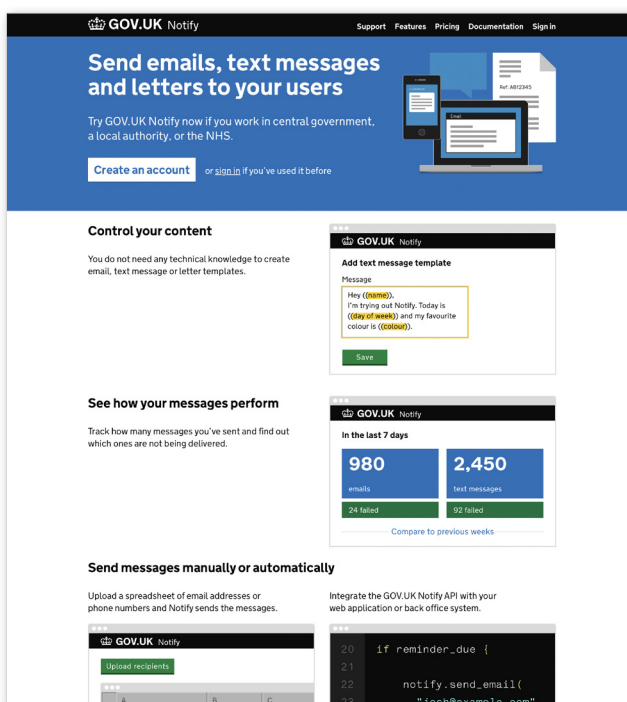 GOV.UK Notify
Support Features Pricing Documentation Sign in
Send emails, text messages
and letters to your users
Try GOV.UK Notify now if you work in central government,
a local authority, or the NHS.
Create an account or sign in if you've used it before
Ref: AB12345
Email
Control your content
You do not need any technical knowledge to create
email, text message or letter templates.
GOV.UK Notify
Add text message template
Message
Hey ((name)),
I'm trying out Notify. Today is
((day of week)) and my favourite
colour is ((colour)).
Save
See how your messages perform
Track how many messages you've sent and find out
which ones are not being delivered.
GOV.UK Notify
In the last 7 days
980 2,450
emails text messages
24 failed 92 failed
Compare to previous weeks
Send messages manually or automatically
Upload a spreadsheet of email addresses or
phone numbers and Notify sends the messages.
Integrate the GOV.UK Notify API with your
web application or back office system.
GOV.UK Notify
Upload recipients
A B C
20 if reminder_due {
21
22 notify.send_email(
23 "josh@example.com"